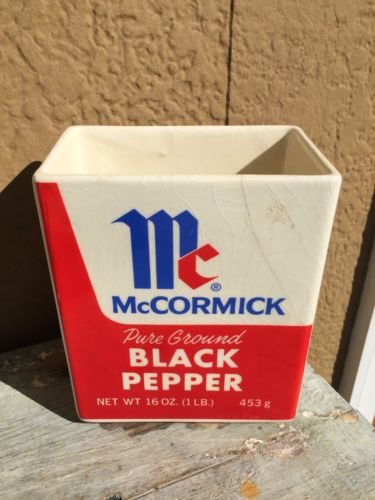 Mc
®
McCORMICK
Pure Ground
BLACK
PEPPER
NET WT 16 OZ. (1 LB.) 453 g